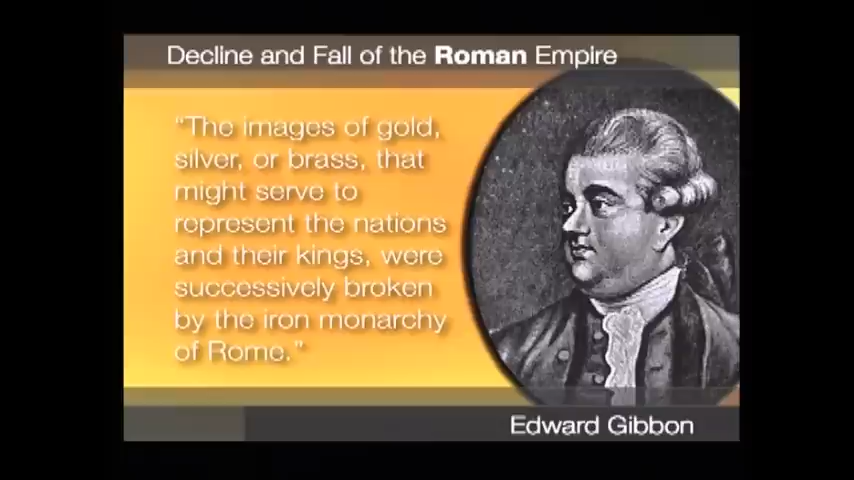 Decline and Fall of the Roman Empire
“The images of gold,
silver, or brass, that
might serve to
represent the nations
and their kings, were
successively broken
by the iron monarchy
of Rome.”
Edward Gibbon